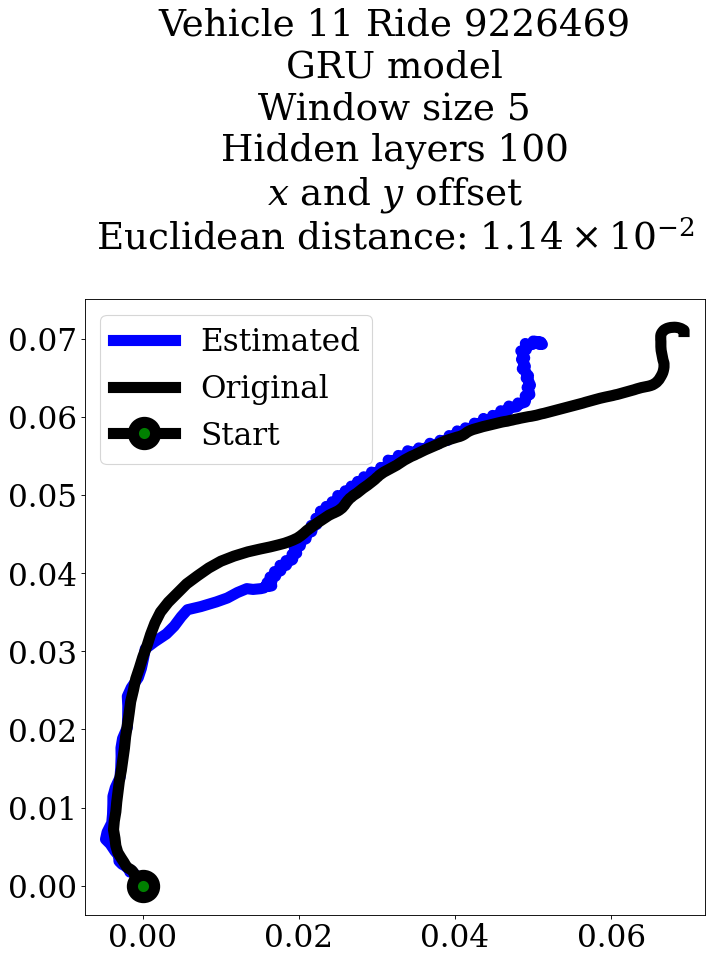 Vehicle 11 Ride 9226469
GRU model
Window size 5
Hidden layers 100
x and y offset
Euclidean distance: 1.14 × 10⁻²
Estimated
Original
Start
0.07
0.06
0.05
0.04
0.03
0.02
0.01
0.00
0.00 0.02 0.04 0.06